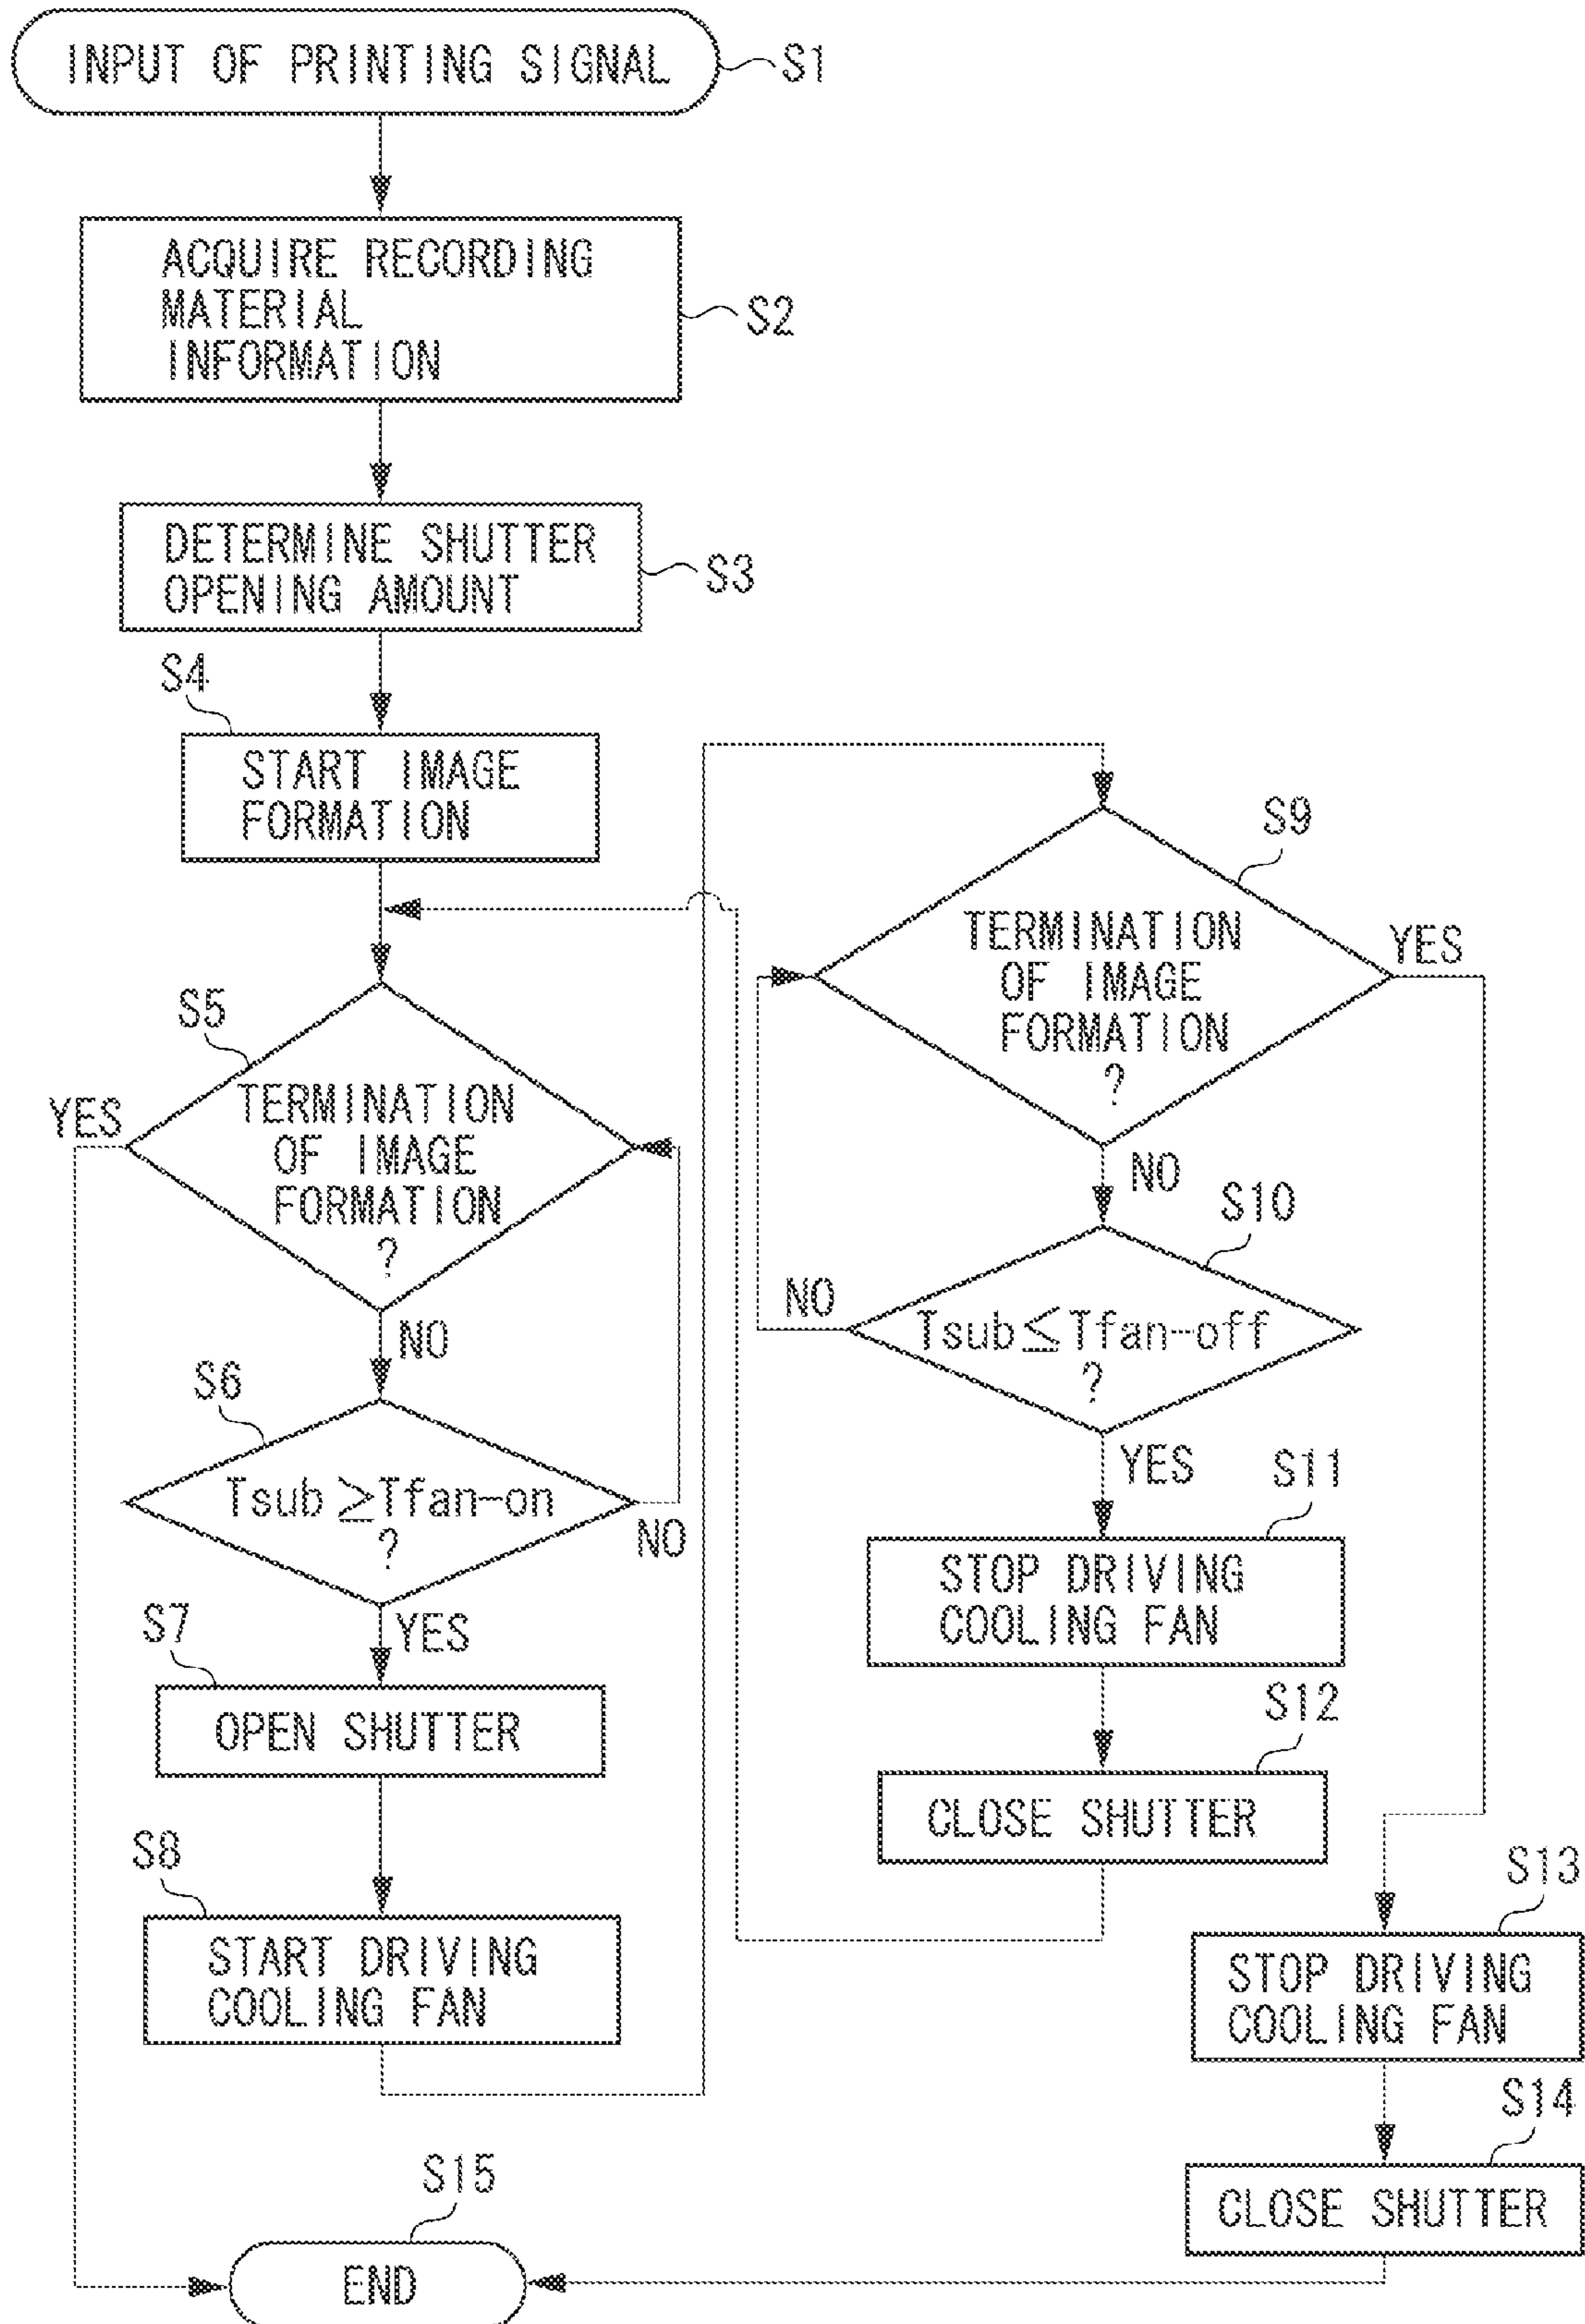 INPUT OF PRINTING SIGNAL
S1
ACQUIRE RECORDING
MATERIAL
INFORMATION
S2
DETERMINE SHUTTER
OPENING AMOUNT
S3
S4
START IMAGE
FORMATION
S5
YES
TERMINATION
OF IMAGE
FORMATION
?
NO
S6
Tsub≥Tfan-on
?
NO
YES
S7
OPEN SHUTTER
S8
START DRIVING
COOLING FAN
S9
TERMINATION
OF IMAGE
FORMATION
?
YES
NO
S10
NO
Tsub≤Tfan-off
?
YES
S11
STOP DRIVING
COOLING FAN
S12
CLOSE SHUTTER
S13
STOP DRIVING
COOLING FAN
S14
CLOSE SHUTTER
S15
END